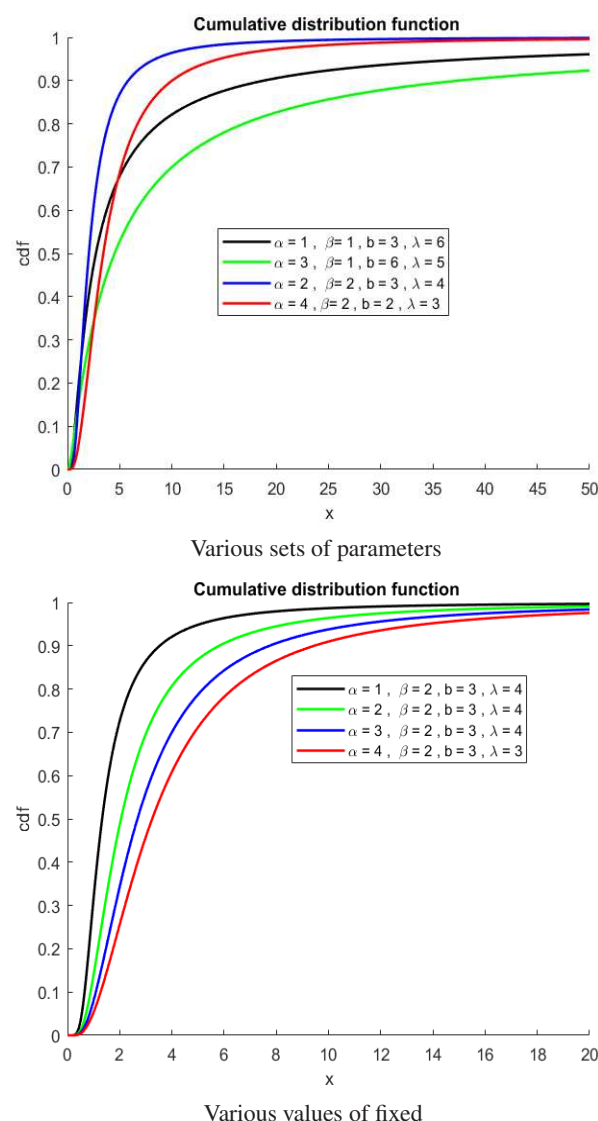 Cumulative distribution function
1
0.9
0.8
0.7
0.6
0.5
0.4
0.3
0.2
0.1
0
cdf
α = 1 , β= 1 , b = 3 , λ = 6
α = 3 , β= 1 , b = 6 , λ = 5
α = 2 , β= 2 , b = 3 , λ = 4
α = 4 , β= 2 , b = 2 , λ = 3
0 5 10 15 20 25 30 35 40 45 50
x
Various sets of parameters
Cumulative distribution function
1
0.9
0.8
0.7
0.6
0.5
0.4
0.3
0.2
0.1
0
cdf
α = 1 , β = 2 , b = 3 , λ = 4
α = 2 , β = 2 , b = 3 , λ = 4
α = 3 , β = 2 , b = 3 , λ = 4
α = 4 , β = 2 , b = 3 , λ = 3
0 2 4 6 8 10 12 14 16 18 20
x
Various values of fixed